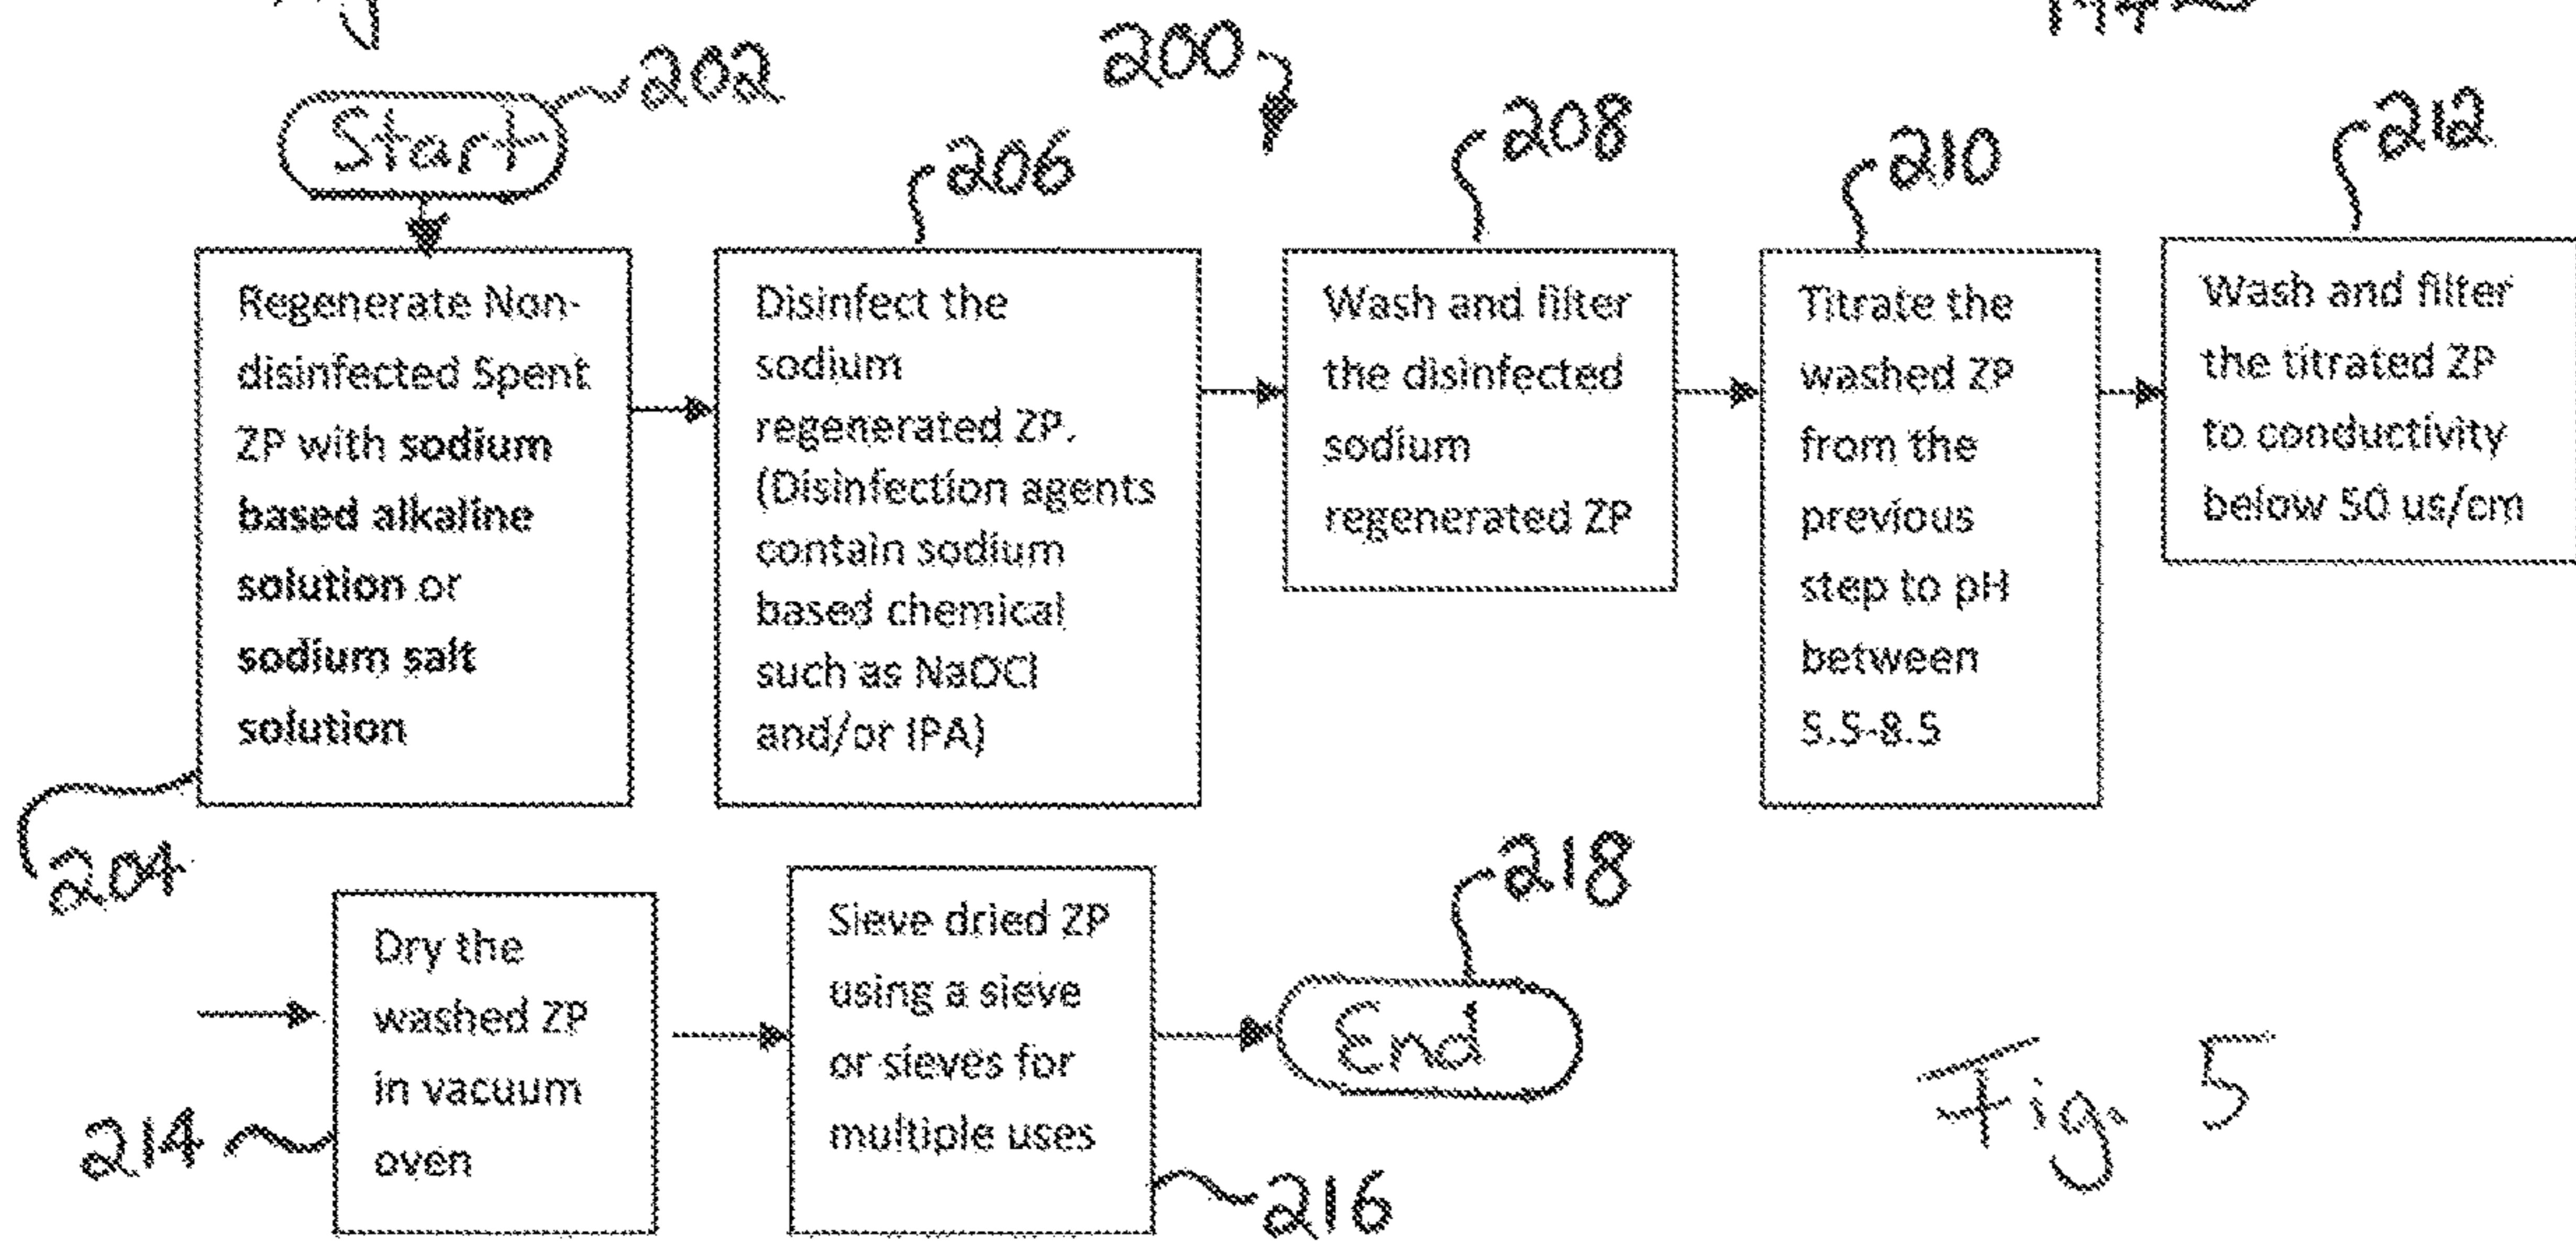 202
200
Start
206
208
210
212
Regenerate Non-
disinfected Spent
ZP with sodium
based alkaline
solution or
sodium salt
solution
204
Disinfect the
sodium
regenerated ZP.
(Disinfection agents
contain sodium
based chemical
such as NaOCl
and/or IPA)
Wash and filter
the disinfected
sodium
regenerated ZP
Titrate the
washed ZP
from the
previous
step to pH
between
5.5-8.5
Wash and filter
the titrated ZP
to conductivity
below 50 us/cm
Dry the
washed ZP
in vacuum
oven
214
Sieve dried ZP
using a sieve
or sieves for
multiple uses
216
218
End
Fig. 5